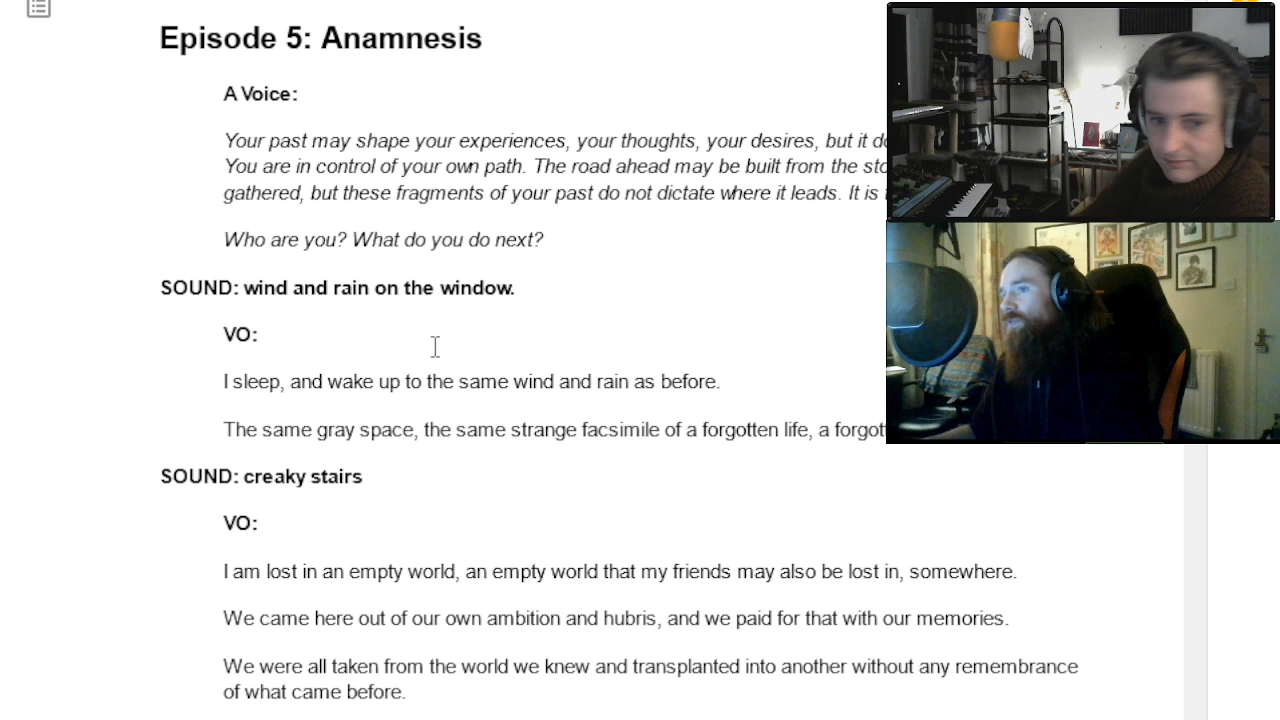 Episode 5: Anamnesis
A Voice:
Your past may shape your experiences, your thoughts, your desires, but it
You are in control of your own path. The road ahead may be built from the
gathered, but these fragments of your past do not dictate where it leads. It is
Who are you? What do you do next?
SOUND: wind and rain on the window.
VO:
I sleep, and wake up to the same wind and rain as before.
The same gray space, the same strange facsimile of a forgotten life, a
SOUND: creaky stairs
VO:
I am lost in an empty world, an empty world that my friends may also be lost in, somewhere.
We came here out of our own ambition and hubris, and we paid for that with our memories.
We were all taken from the world we knew and transplanted into another without any remembrance
of what came before.